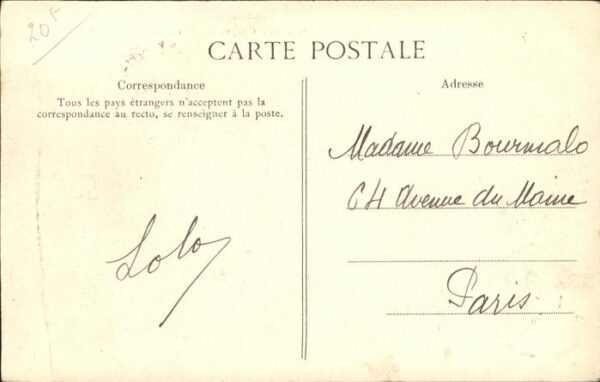 20F
CARTE POSTALE
Correspondance
Tous les pays étrangers n'acceptent pas la
correspondance au recto, se renseigner à la poste.
Lolo
Adresse
Madame Bourmalo
64 Avenue du Maine
Paris